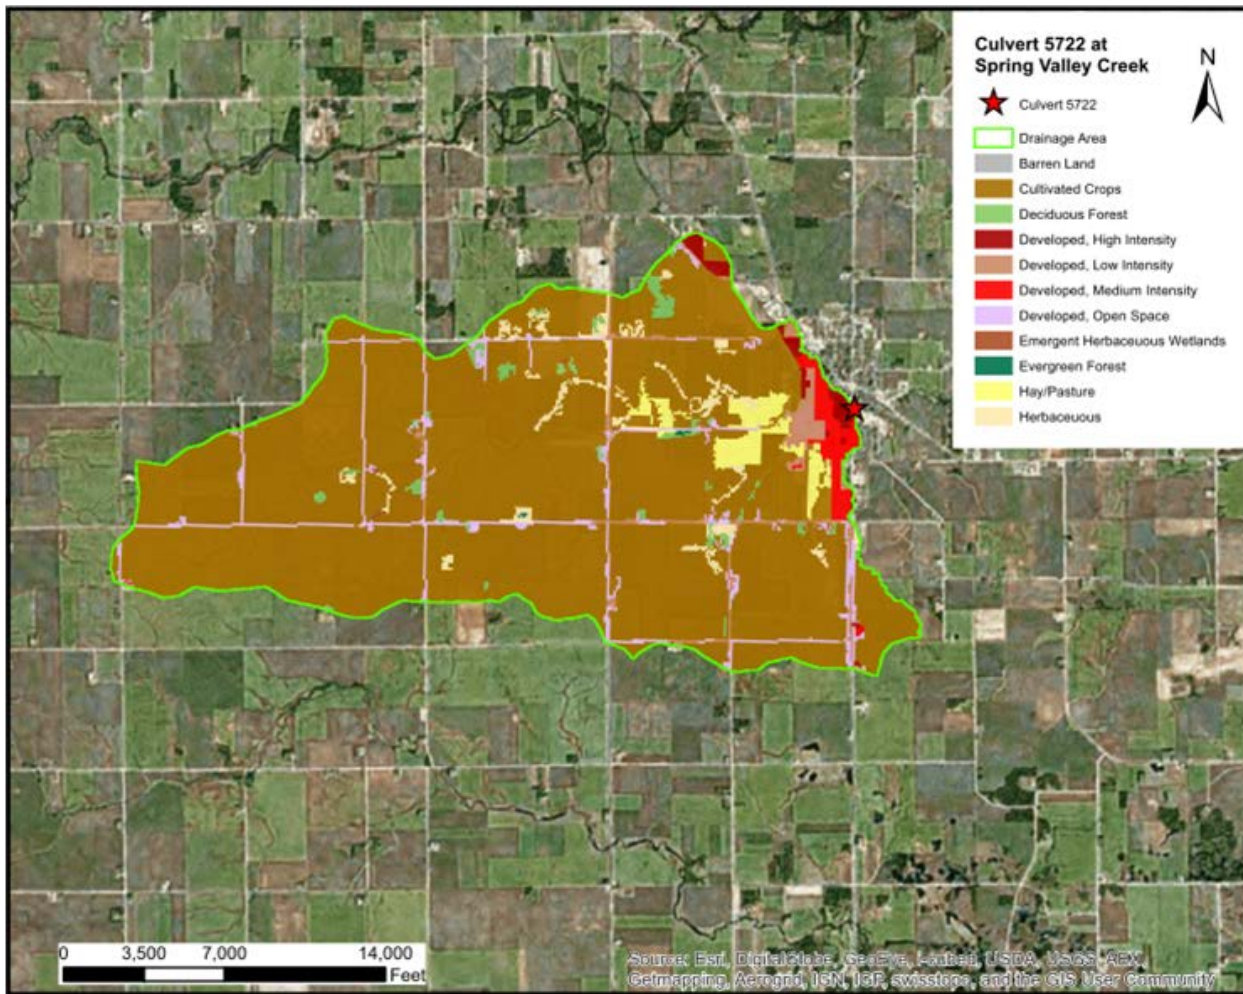 Culvert 5722 at
Spring Valley Creek
N
Culvert 5722
Drainage Area
Barren Land
Cultivated Crops
Deciduous Forest
Developed, High Intensity
Developed, Low Intensity
Developed, Medium Intensity
Developed, Open Space
Emergent Herbaceuous Wetlands
Evergreen Forest
Hay/Pasture
Herbaceuous
0 3,500 7,000 14,000
Feet
Source: Esri, DigitalGlobe, GeoEye, i-cubed, USDA, USGS, AEX,
Getmapping, Aerogrid, IGN, IGP, swisstopo, and the GIS User Community